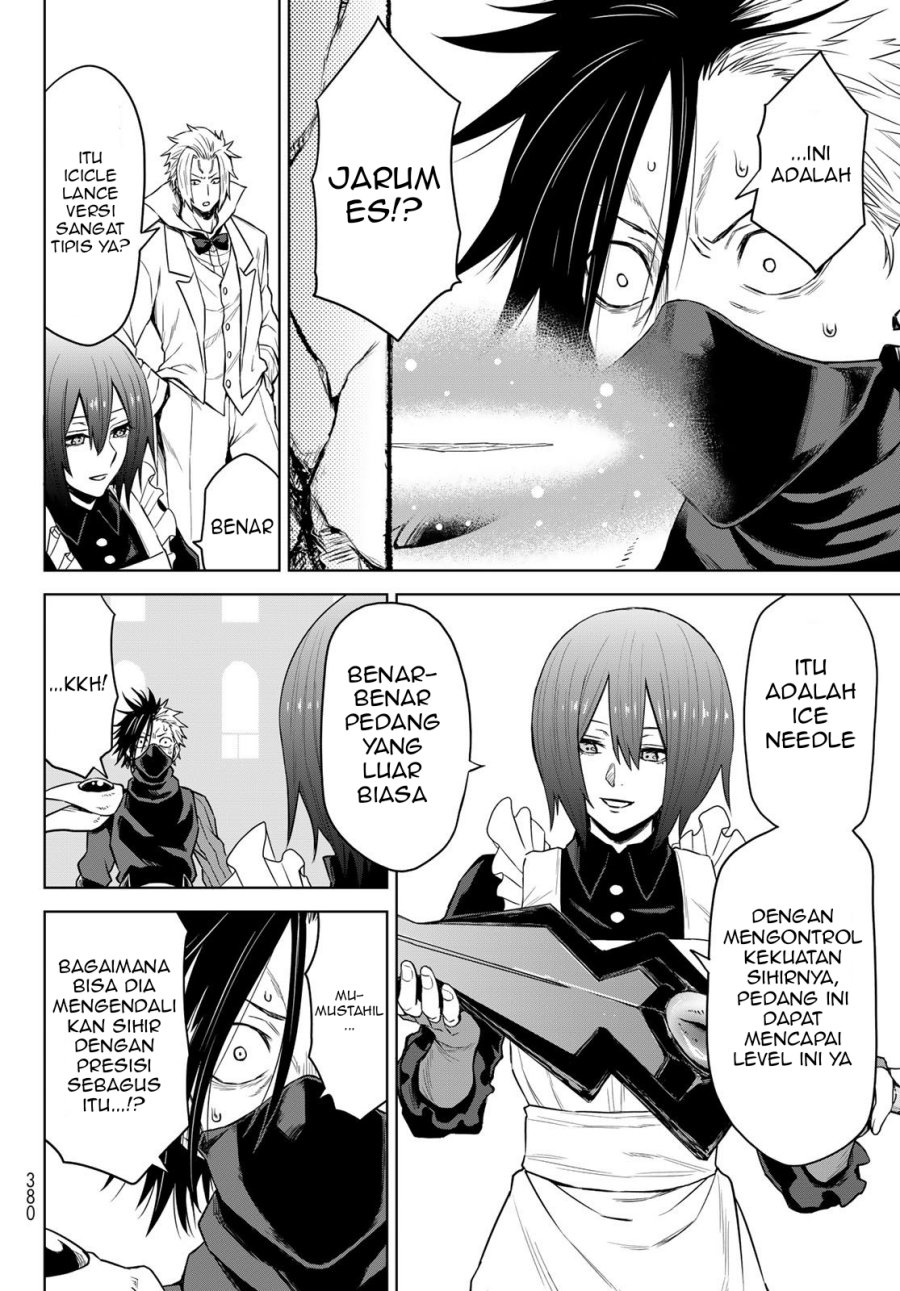 ...INI
ADALAH
JARUM
ES!?
ITU
ICICLE
LANCE
VERSI
SANGAT
TIPIS YA?
BENAR
ITU
ADALAH
ICE
NEEDLE
DENGAN
MENGONTROL
KEKUATAN
SIHIRNYA,
PEDANG INI
DAPAT
MENCAPAI
LEVEL INI YA
BENAR-
BENAR
PEDANG
YANG
LUAR
BIASA
...KKH!
MU-
MUSTAHIL
...
BAGAIMANA
BISA DIA
MENGENDALI
KAN SIHIR
DENGAN
PRESISI
SEBAGUS
ITU...!?
380